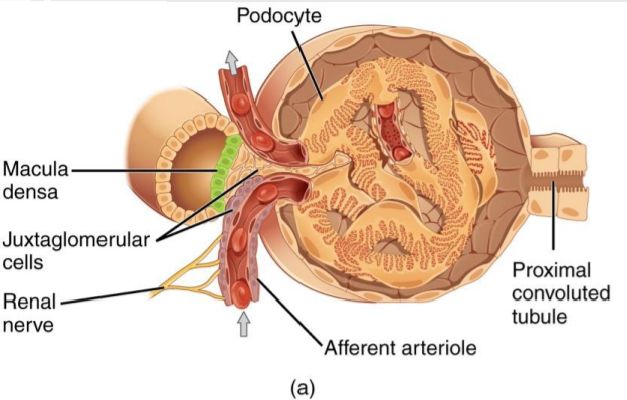 Podocyte
Macula
densa
Juxtaglomerular
cells
Renal
nerve
Proximal
convoluted
tubule
Afferent arteriole
(a)